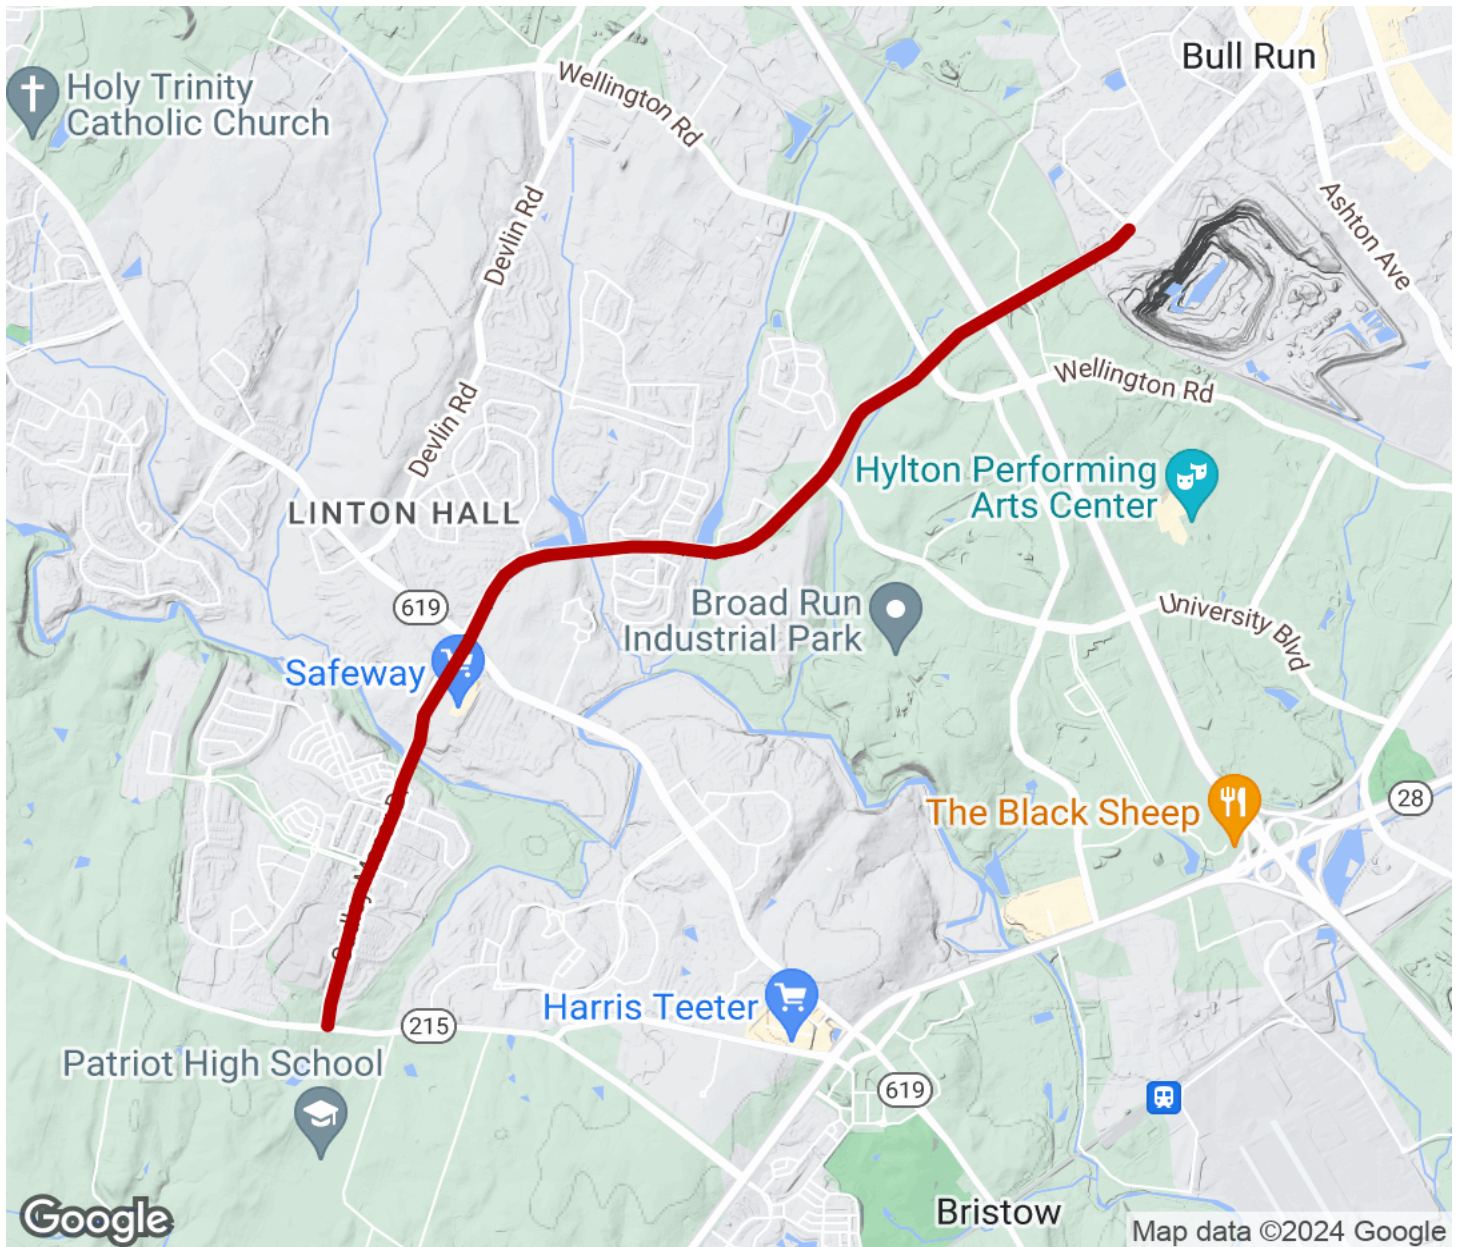 Bull Run
Holy Trinity
Catholic Church
Wellington Rd
Devlin Rd
Ashton Ave
Wellington Rd
Devlin Rd
Hylton Performing
Arts Center
LINTON HALL
619
Broad Run
Industrial Park
University Blvd
Safeway
The Black Sheep
28
Harris Teeter
215
Patriot High School
619
Bristow
Google
Map data ©2024 Google